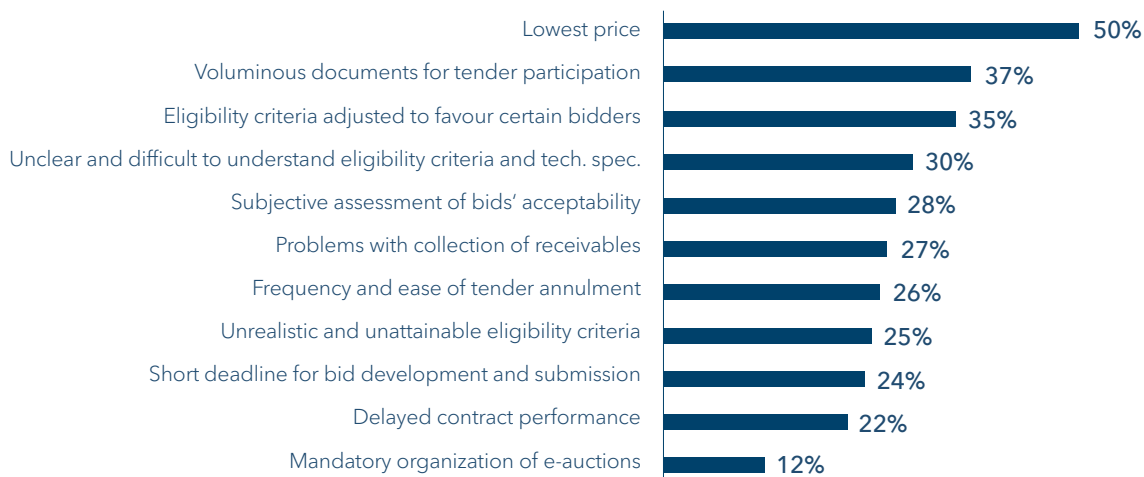 Lowest price 50%
Voluminous documents for tender participation 37%
Eligibility criteria adjusted to favour certain bidders 35%
Unclear and difficult to understand eligibility criteria and tech. spec. 30%
Subjective assessment of bids’ acceptability 28%
Problems with collection of receivables 27%
Frequency and ease of tender annulment 26%
Unrealistic and unattainable eligibility criteria 25%
Short deadline for bid development and submission 24%
Delayed contract performance 22%
Mandatory organization of e-auctions 12%